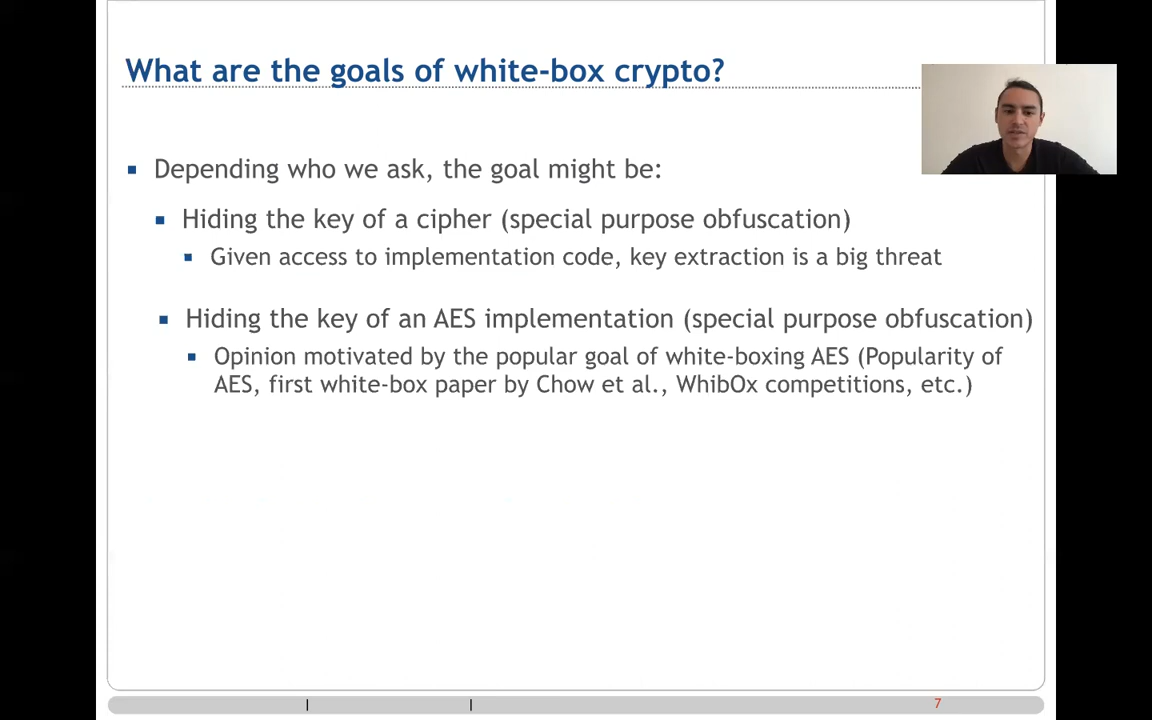 What are the goals of white-box crypto?
Depending who we ask, the goal might be:
Hiding the key of a cipher (special purpose obfuscation)
Given access to implementation code, key extraction is a big threat
Hiding the key of an AES implementation (special purpose obfuscation)
Opinion motivated by the popular goal of white-boxing AES (Popularity of
AES, first white-box paper by Chow et al., WhibOx competitions, etc.)
7